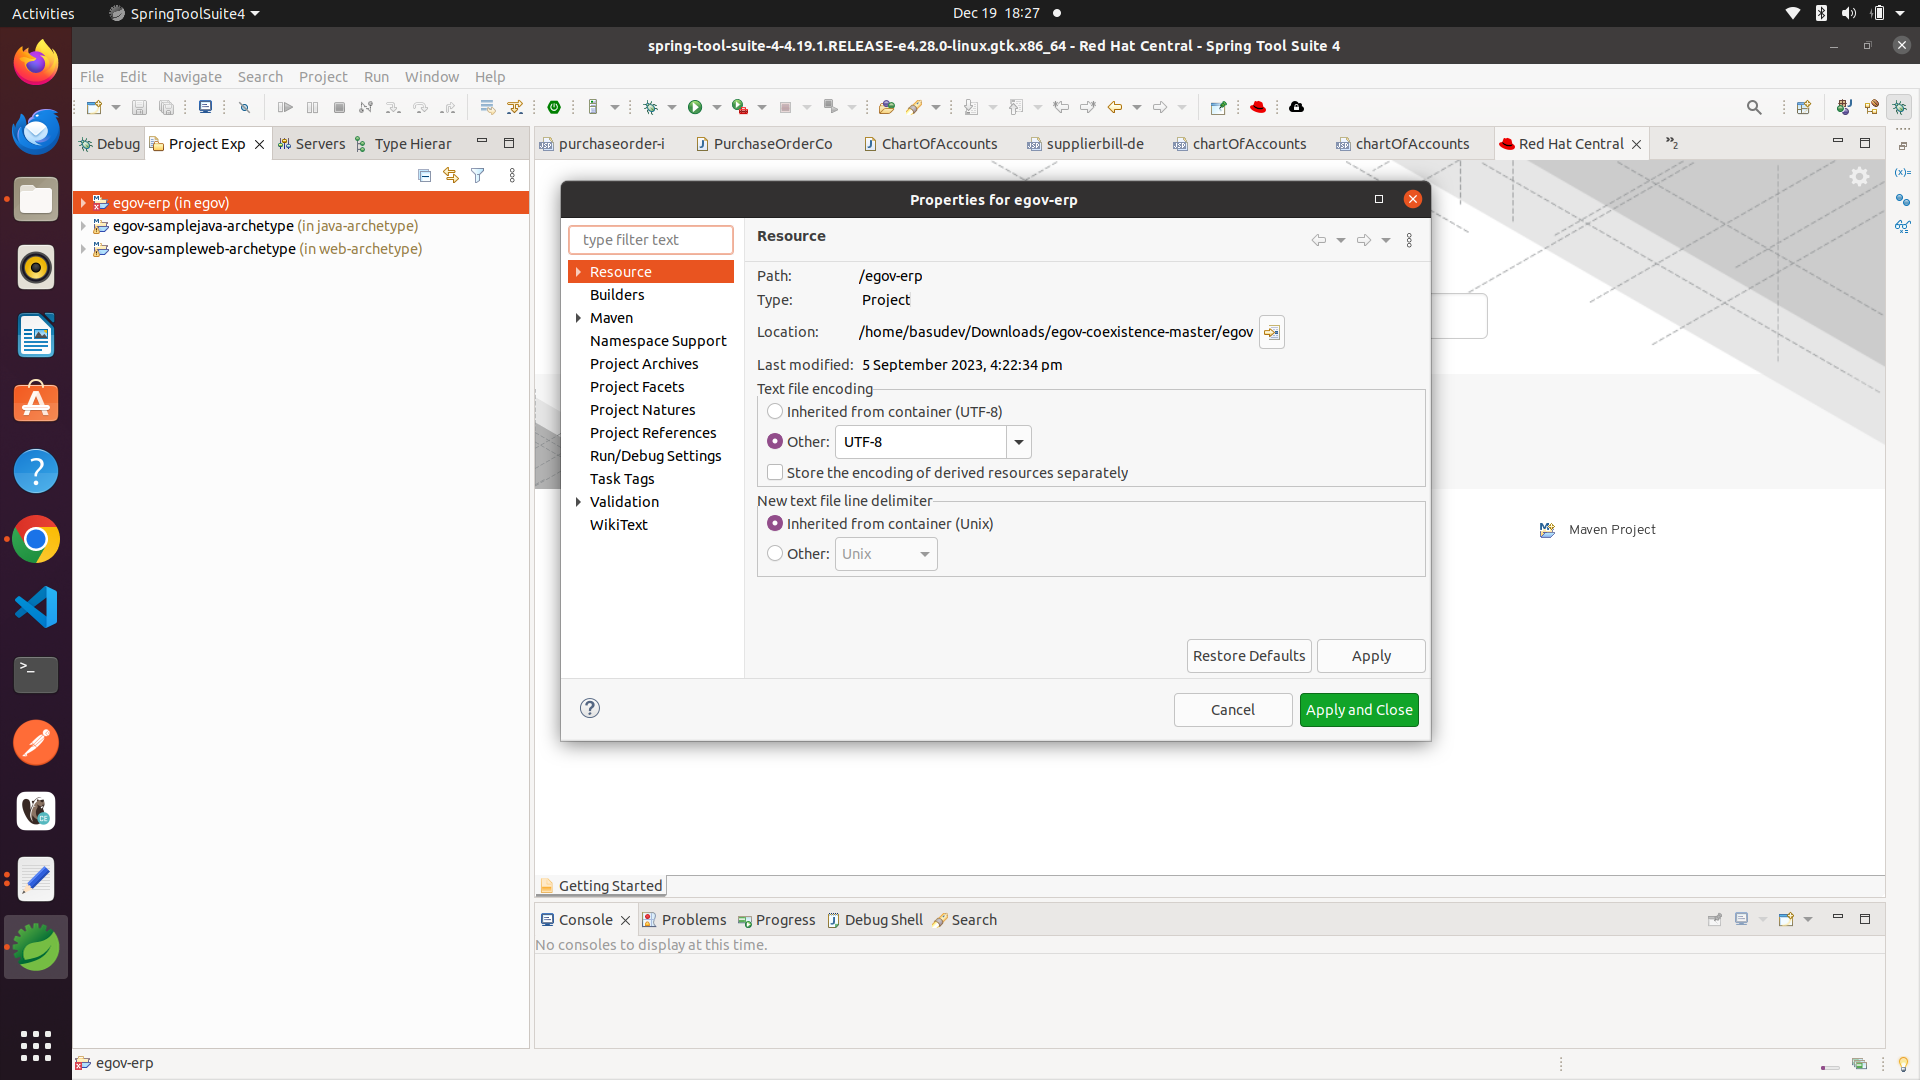 Activities
SpringToolSuite4
Dec 19 18:27
spring-tool-suite-4-4.19.1.RELEASE-e4.28.0-linux.gtk.x86_64 - Red Hat Central - Spring Tool Suite 4
File Edit Navigate Search Project Run Window Help
Debug
Project Exp
Servers
Type Hierar
purchaseorder-i
PurchaseOrderCo
ChartOfAccounts
supplierbill-de
chartOfAccounts
chartOfAccounts
Red Hat Central
»2
egov-erp (in egov)
egov-samplejava-archetype (in java-archetype)
egov-sampleweb-archetype (in web-archetype)
Properties for egov-erp
type filter text
Resource
Builders
Maven
Namespace Support
Project Archives
Project Facets
Project Natures
Project References
Run/Debug Settings
Task Tags
Validation
WikiText
Resource
Path: /egov-erp
Type: Project
Location: /home/basudev/Downloads/egov-coexistence-master/egov
Last modified: 5 September 2023, 4:22:34 pm
Text file encoding
Inherited from container (UTF-8)
Other: UTF-8
Store the encoding of derived resources separately
New text file line delimiter
Inherited from container (Unix)
Other: Unix
Restore Defaults
Apply
Cancel
Apply and Close
Maven Project
Getting Started
Console
Problems
Progress
Debug Shell
Search
No consoles to display at this time.
egov-erp